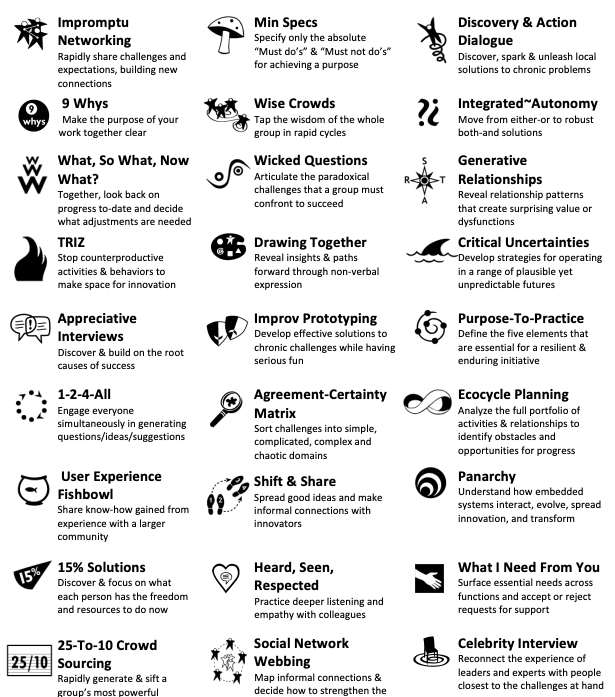 Impromptu
Networking
Rapidly share challenges and
expectations, building new
connections
9
whys
9 Whys
Make the purpose of your
work together clear
W
W
W
What, So What, Now
What?
Together, look back on
progress to-date and decide
what adjustments are needed
TRIZ
Stop counterproductive
activities & behaviors to
make space for innovation
Appreciative
Interviews
Discover & build on the root
causes of success
1-2-4-All
Engage everyone
simultaneously in generating
questions/ideas/suggestions
User Experience
Fishbowl
Share know-how gained from
experience with a larger
community
15%
15% Solutions
Discover & focus on what
each person has the freedom
and resources to do now
25/10
25-To-10 Crowd
Sourcing
Rapidly generate & sift a
group's most powerful
Min Specs
Specify only the absolute
“Must do's” & “Must not do's”
for achieving a purpose
Wise Crowds
Tap the wisdom of the whole
group in rapid cycles
Wicked Questions
Articulate the paradoxical
challenges that a group must
confront to succeed
Drawing Together
Reveal insights & paths
forward through non-verbal
expression
Improv Prototyping
Develop effective solutions to
chronic challenges while having
serious fun
Agreement-Certainty
Matrix
Sort challenges into simple,
complicated, complex and
chaotic domains
Shift & Share
Spread good ideas and make
informal connections with
innovators
Heard, Seen,
Respected
Practice deeper listening and
empathy with colleagues
Social Network
Webbing
Map informal connections &
decide how to strengthen the
Discovery & Action
Dialogue
Discover, spark & unleash local
solutions to chronic problems
Integrated~Autonomy
Move from either-or to robust
both-and solutions
S
R T
A
Generative
Relationships
Reveal relationship patterns
that create surprising value or
dysfunctions
Critical Uncertainties
Develop strategies for operating
in a range of plausible yet
unpredictable futures
Purpose-To-Practice
Define the five elements that
are essential for a resilient &
enduring initiative
Ecocycle Planning
Analyze the full portfolio of
activities & relationships to
identify obstacles and
opportunities for progress
Panarchy
Understand how embedded
systems interact, evolve, spread
innovation, and transform
What I Need From You
Surface essential needs across
functions and accept or reject
requests for support
Celebrity Interview
Reconnect the experience of
leaders and experts with people
closest to the challenges at hand